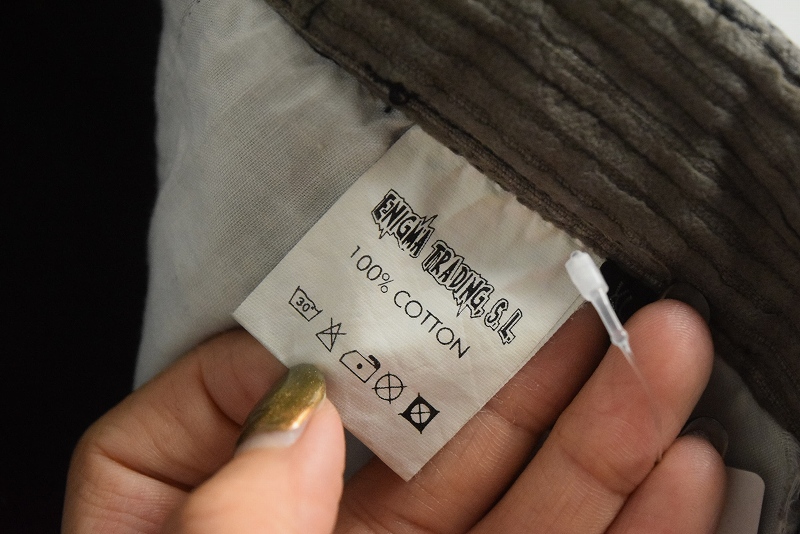 ENIGMA TRADING, S.L.
100% COTTON
30°